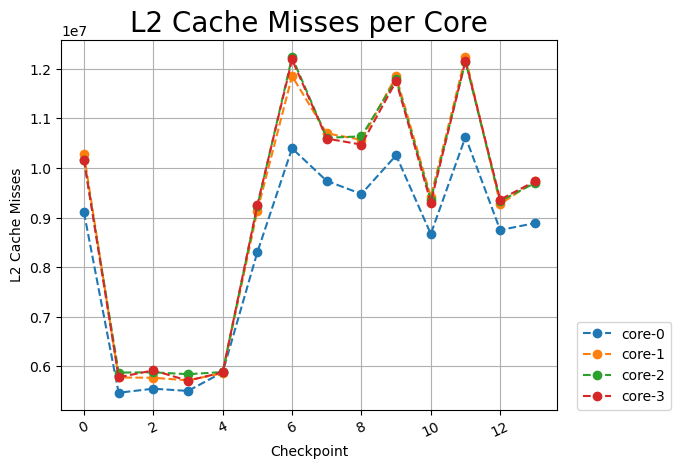 L2 Cache Misses per Core
1e7
1.2
1.1
1.0
0.9
0.8
0.7
0.6
L2 Cache Misses
0 2 4 6 8 10 12
Checkpoint
core-0
core-1
core-2
core-3